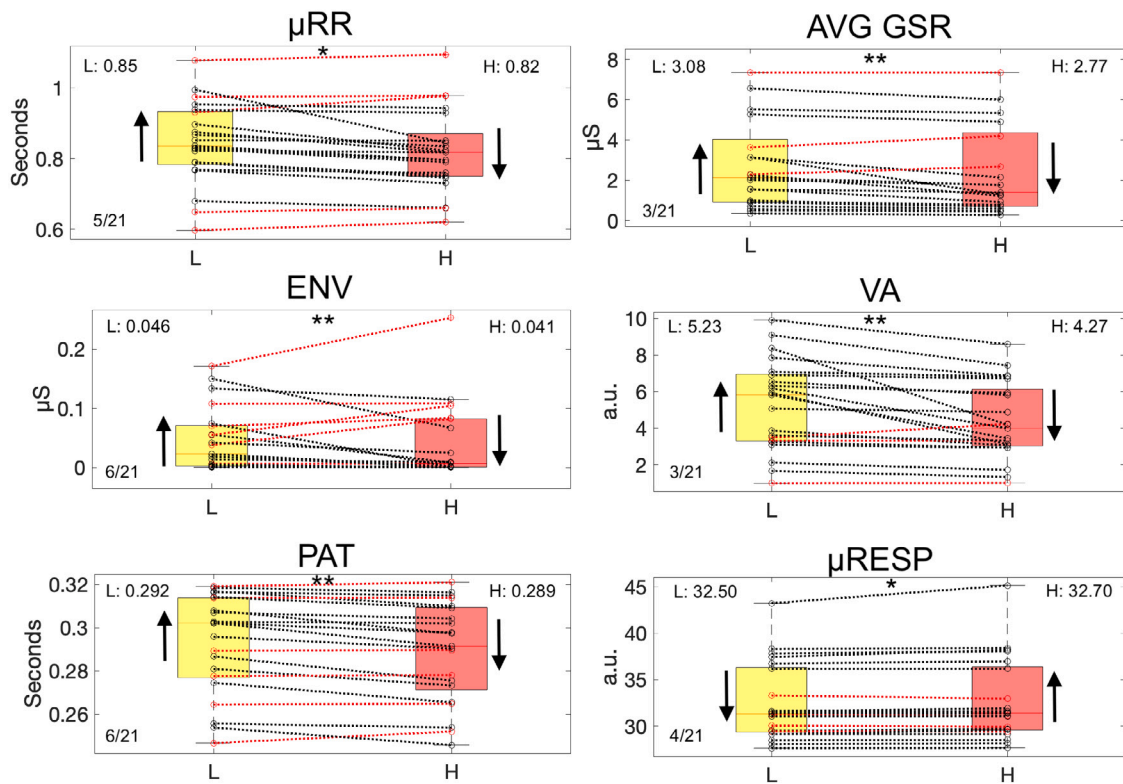 μRR
*
L: 0.85
H: 0.82
Seconds
1
0.8
0.6
5/21
L
H
AVG GSR
**
L: 3.08
H: 2.77
μS
8
6
4
2
0
3/21
L
H
ENV
**
L: 0.046
H: 0.041
μS
0.2
0.1
0
6/21
L
H
VA
**
L: 5.23
H: 4.27
a.u.
10
8
6
4
2
3/21
L
H
PAT
**
L: 0.292
H: 0.289
Seconds
0.32
0.3
0.28
0.26
6/21
L
H
μRESP
*
L: 32.50
H: 32.70
a.u.
45
40
35
30
4/21
L
H